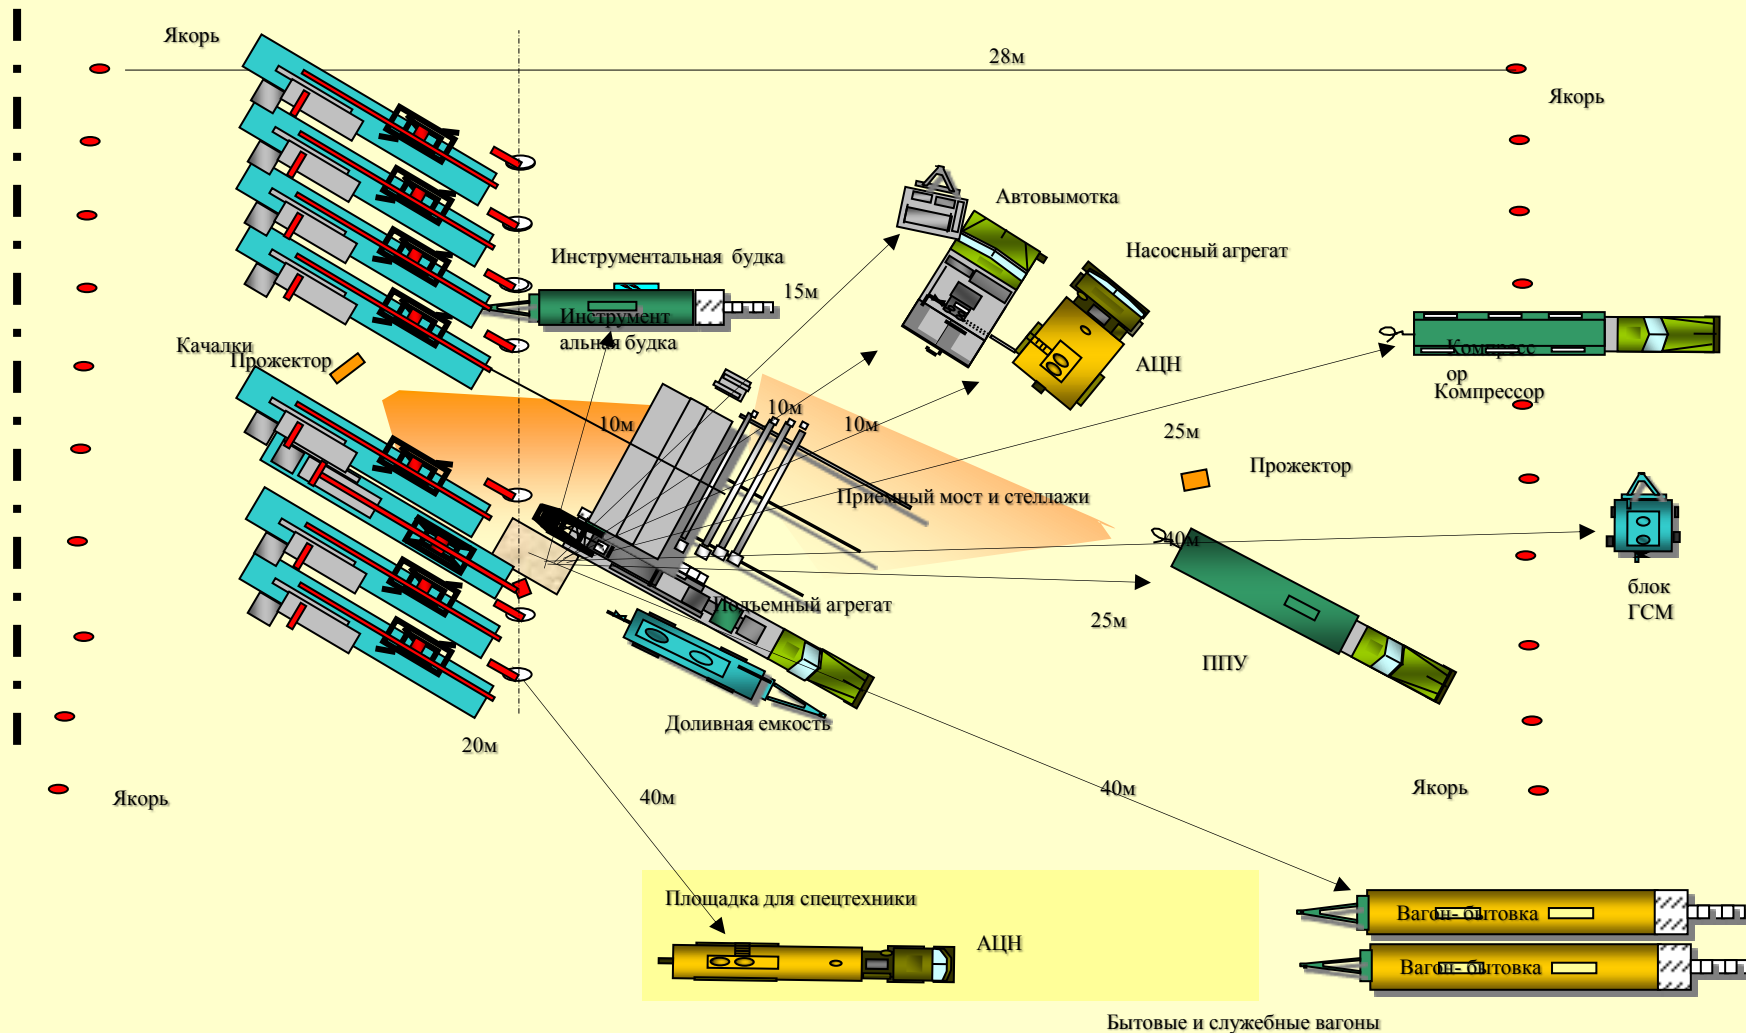 Якорь
28м
Якорь
Автовымотка
Насосный агрегат
Инструментальная будка
15м
Инструмент
альная будка
Качалки
Прожектор
АЦН
Компресс
ор
Компрессор
10м
10м
10м
25м
Прожектор
Приемный мост и стеллажи
40м
блок
ГСМ
Подъемный агрегат
25м
ППУ
Доливная емкость
20м
40м
40м
Якорь
Якорь
Площадка для спецтехники
АЦН
Вагон- бытовка
Вагон- бытовка
Бытовые и служебные вагоны